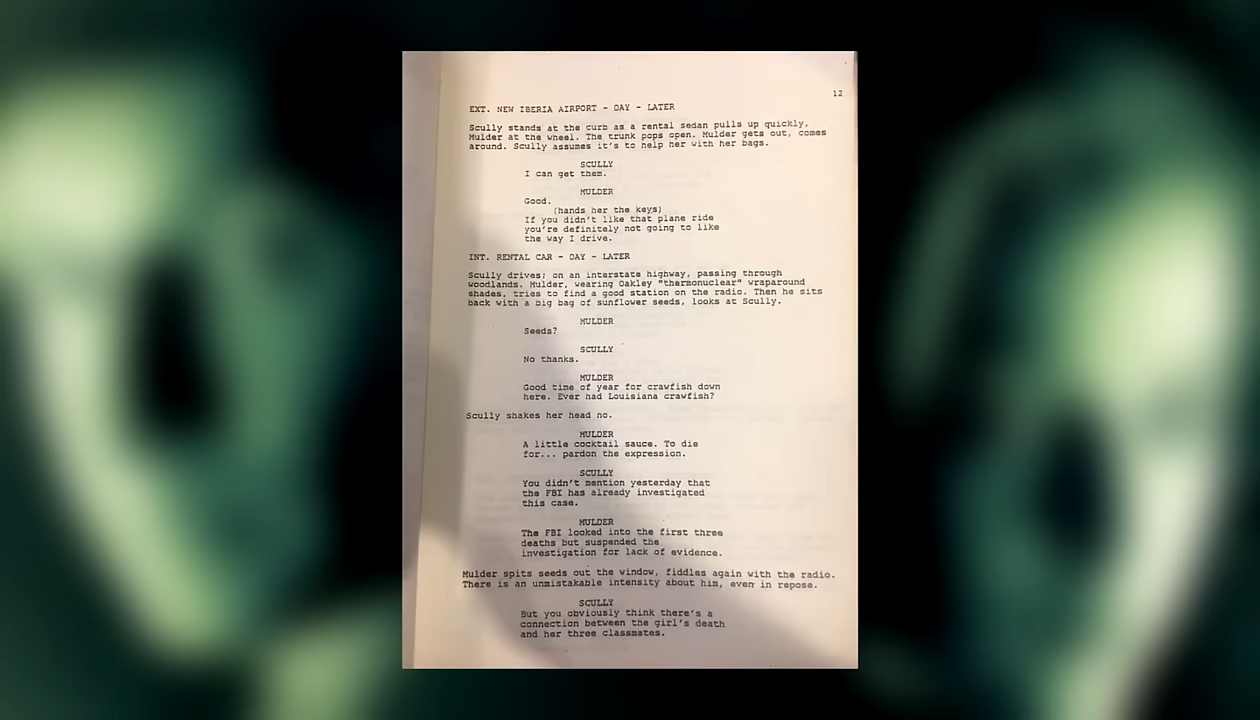 12
EXT. NEW IBERIA AIRPORT - DAY - LATER
Scully stands at the curb as a rental sedan pulls up quickly,
Mulder at the wheel. The trunk pops open. Mulder gets out, comes
around. Scully assumes it's to help her with her bags.
SCULLY
I can get them.
MULDER
Good.
(hands her the keys)
If you didn't like that plane ride
you're definitely not going to like
the way I drive.
INT. RENTAL CAR - DAY - LATER
Scully drives; on an interstate highway, passing through
woodlands. Mulder, wearing Oakley "thermonuclear" wraparound
shades, tries to find a good station on the radio. Then he sits
back with a big bag of sunflower seeds, looks at Scully.
MULDER
Seeds?
SCULLY
No thanks.
MULDER
Good time of year for crawfish down
here. Ever had Louisiana crawfish?
Scully shakes her head no.
MULDER
A little cocktail sauce. To die
for... pardon the expression.
SCULLY
You didn't mention yesterday that
the FBI has already investigated
this case.
MULDER
The FBI looked into the first three
deaths but suspended the
investigation for lack of evidence.
Mulder spits seeds out the window, fiddles again with the radio.
There is an unmistakable intensity about him, even in repose.
SCULLY
But you obviously think there's a
connection between the girl's death
and her three classmates.